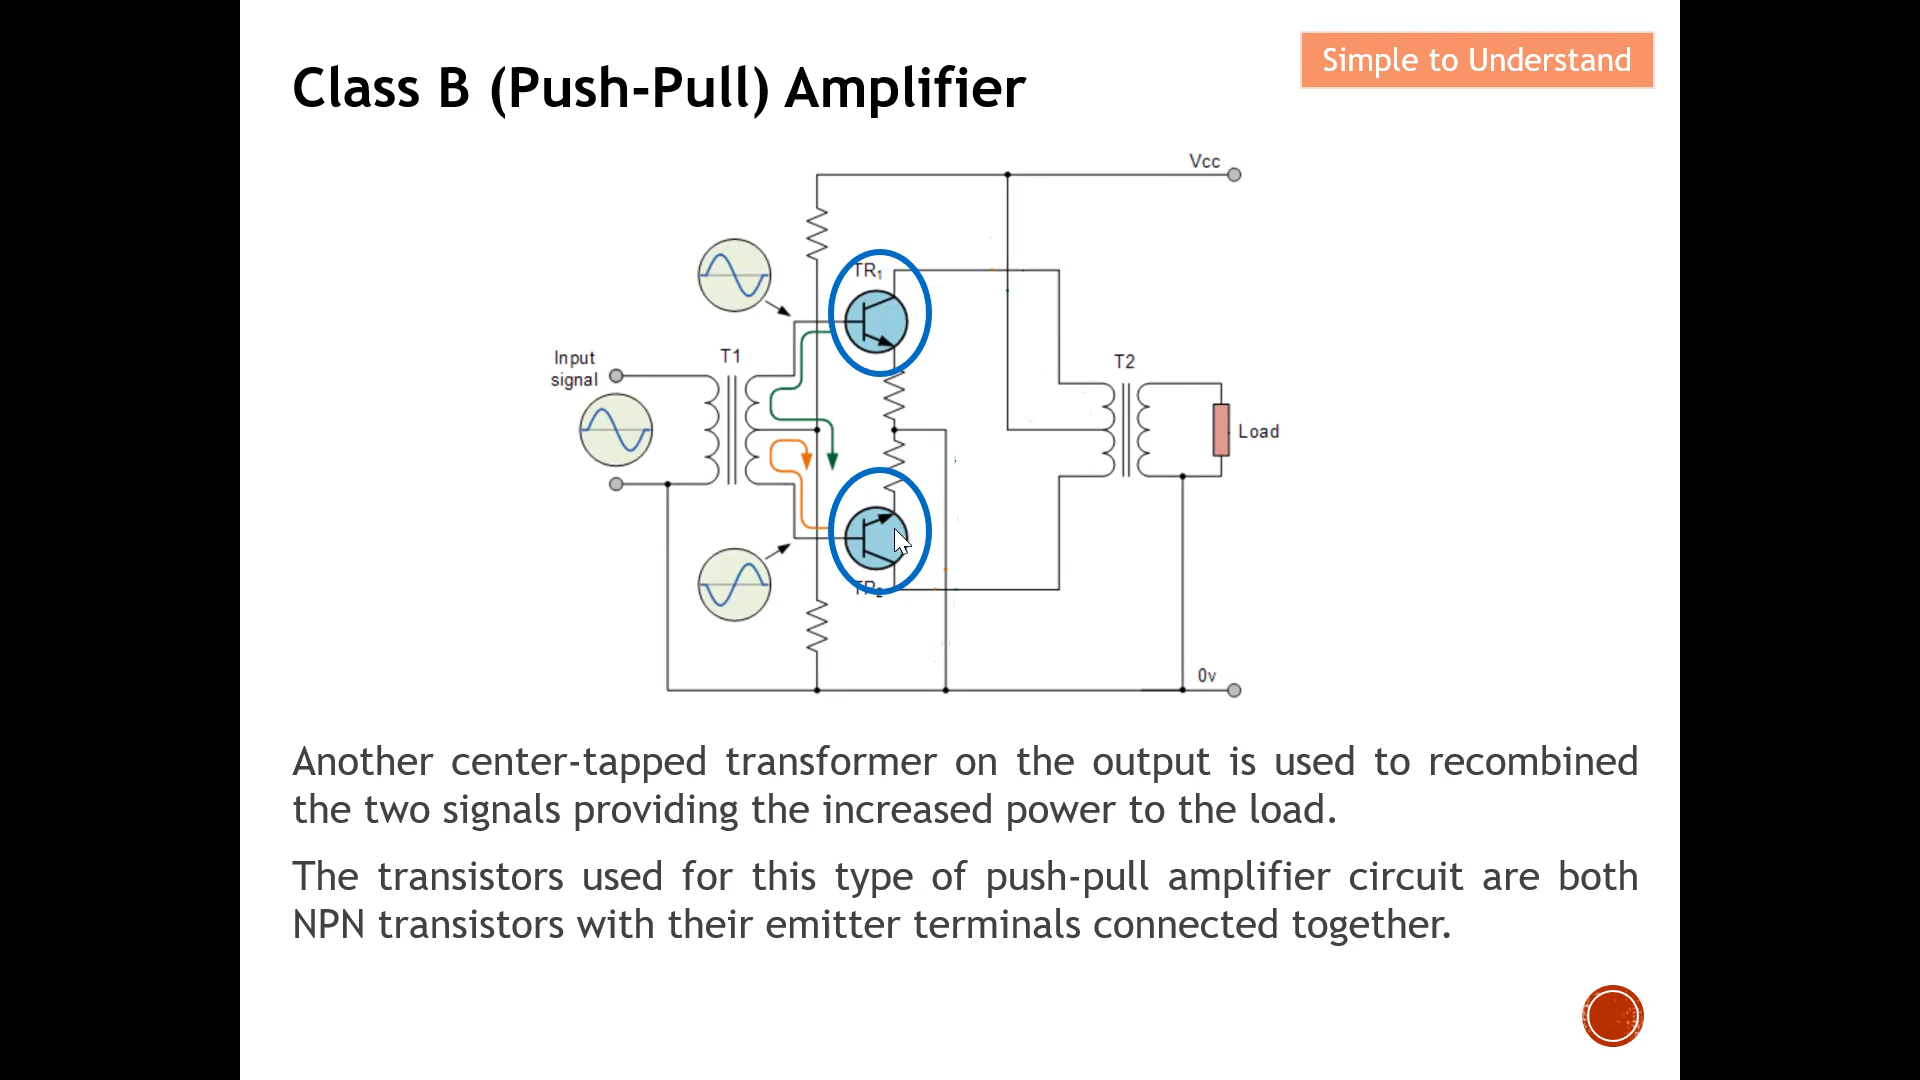 Class B (Push-Pull) Amplifier
Simple to Understand
Vcc
TR₁
T1
Input
signal
T2
Load
TR₂
0v
Another center-tapped transformer on the output is used to recombined
the two signals providing the increased power to the load.
The transistors used for this type of push-pull amplifier circuit are both
NPN transistors with their emitter terminals connected together.